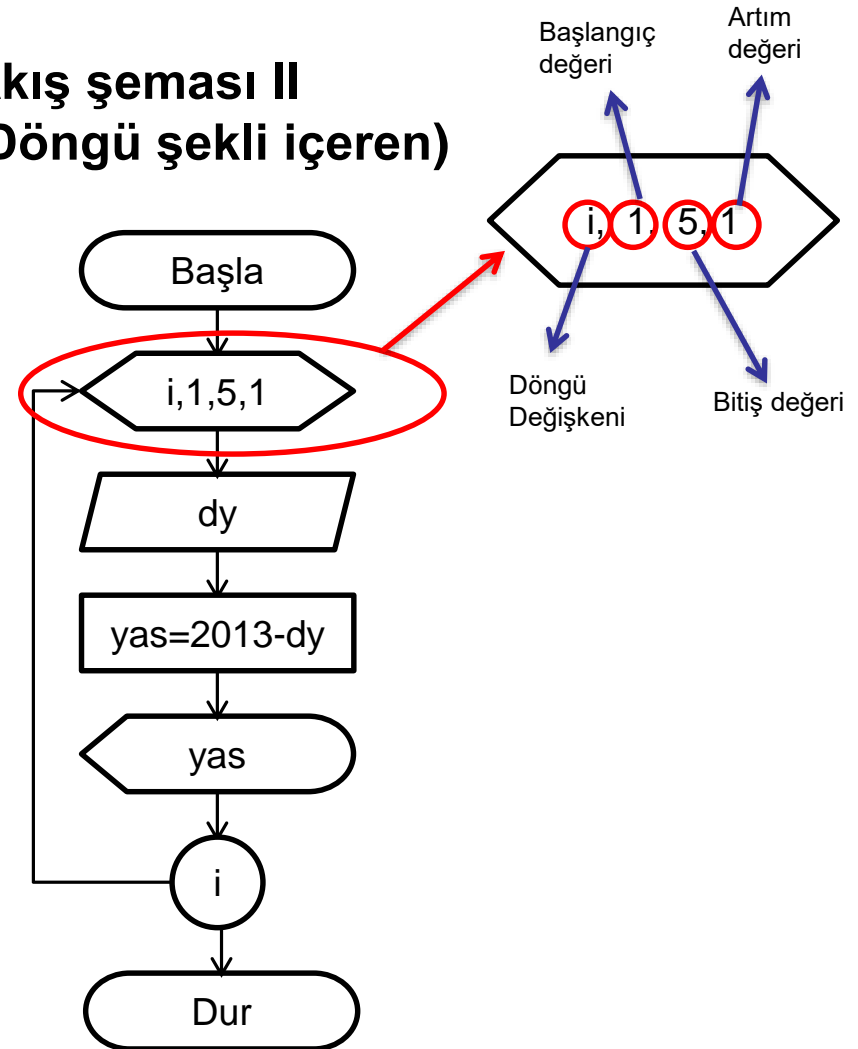 kış şeması II
Döngü şekli içeren)
Başlangıç
değeri
Artım
değeri
i, 1, 5, 1
Döngü
Değişkeni
Bitiş değeri
Başla
i,1,5,1
dy
yas=2013-dy
yas
i
Dur